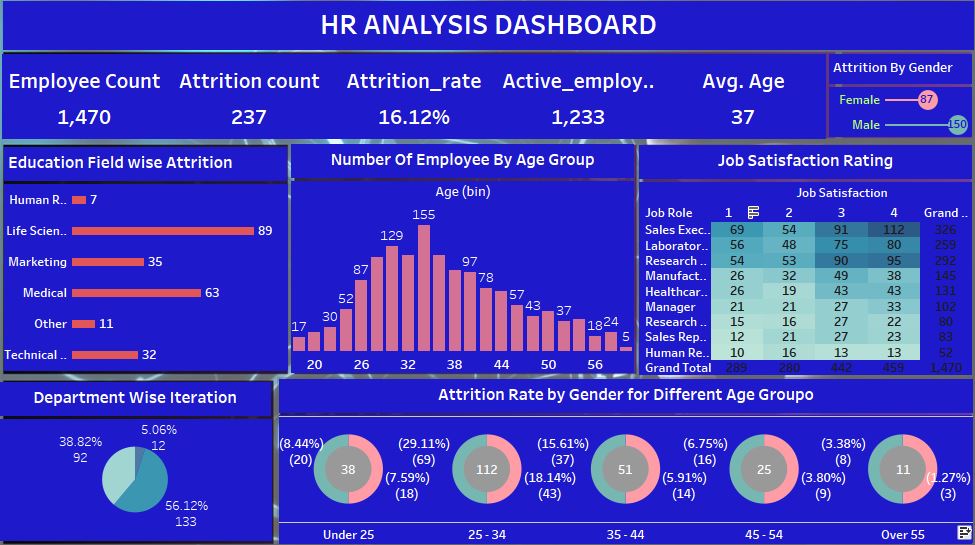 HR ANALYSIS DASHBOARD
Employee Count Attrition count Attrition_rate Active_employ.. Avg. Age
1,470 237 16.12% 1,233 37
Attrition By Gender
Female 87
Male 150
Education Field wise Attrition
Human R.. 7
Life Scien.. 89
Marketing 35
Medical 63
Other 11
Technical .. 32
Number Of Employee By Age Group
Age (bin)
155
129
97
87
78
57
52
43
37
30
24
18
17
5
20 26 32 38 44 50 56
Job Satisfaction Rating
Job Satisfaction
Job Role 1 2 3 4 Grand ..
Sales Exec.. 69 54 91 112 326
Laborator.. 56 48 75 80 259
Research .. 54 53 90 95 292
Manufact.. 26 32 49 38 145
Healthcar.. 26 19 43 43 131
Manager 21 21 27 33 102
Research .. 15 16 27 22 80
Sales Rep.. 12 21 27 23 83
Human Re.. 10 16 13 13 52
Grand Total 289 280 442 459 1,470
Department Wise Iteration
5.06%
12
38.82%
92
56.12%
133
Attrition Rate by Gender for Different Age Groupo
(8.44%)
(20)
38
(7.59%)
(18)
(29.11%)
(69)
112
(18.14%)
(43)
(15.61%)
(37)
51
(5.91%)
(14)
(6.75%)
(16)
25
(3.80%)
(9)
(3.38%)
(8)
11
(1.27%)
(3)
Under 25 25 - 34 35 - 44 45 - 54 Over 55